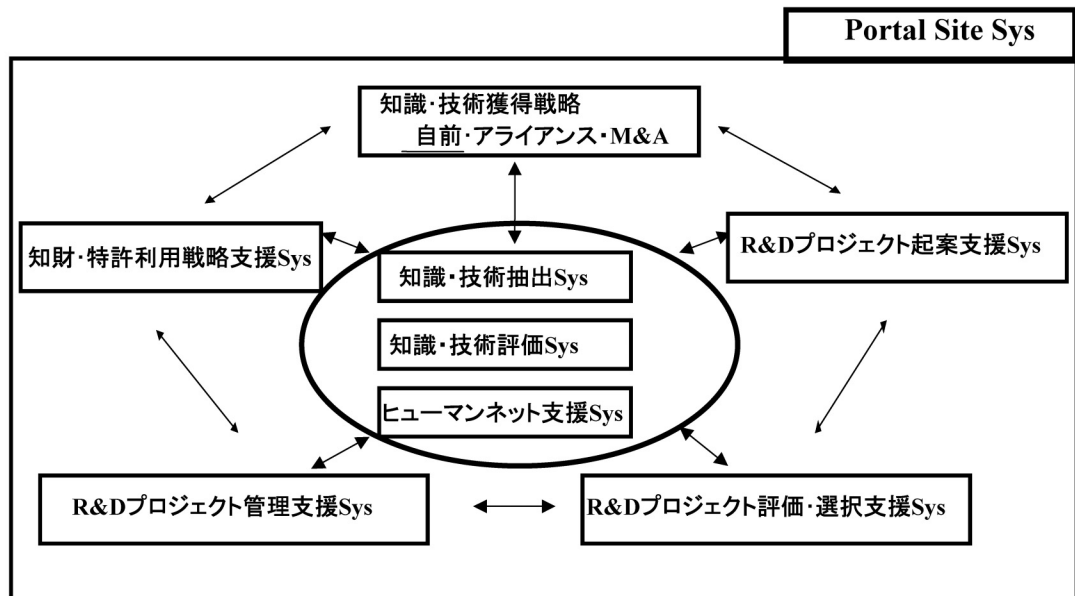 Portal Site Sys
知識・技術獲得戦略
自前・アライアンス・M&A
知財・特許利用戦略支援Sys
R&Dプロジェクト起案支援Sys
知識・技術抽出Sys
知識・技術評価Sys
ヒューマンネット支援Sys
R&Dプロジェクト管理支援Sys
R&Dプロジェクト評価・選択支援Sys